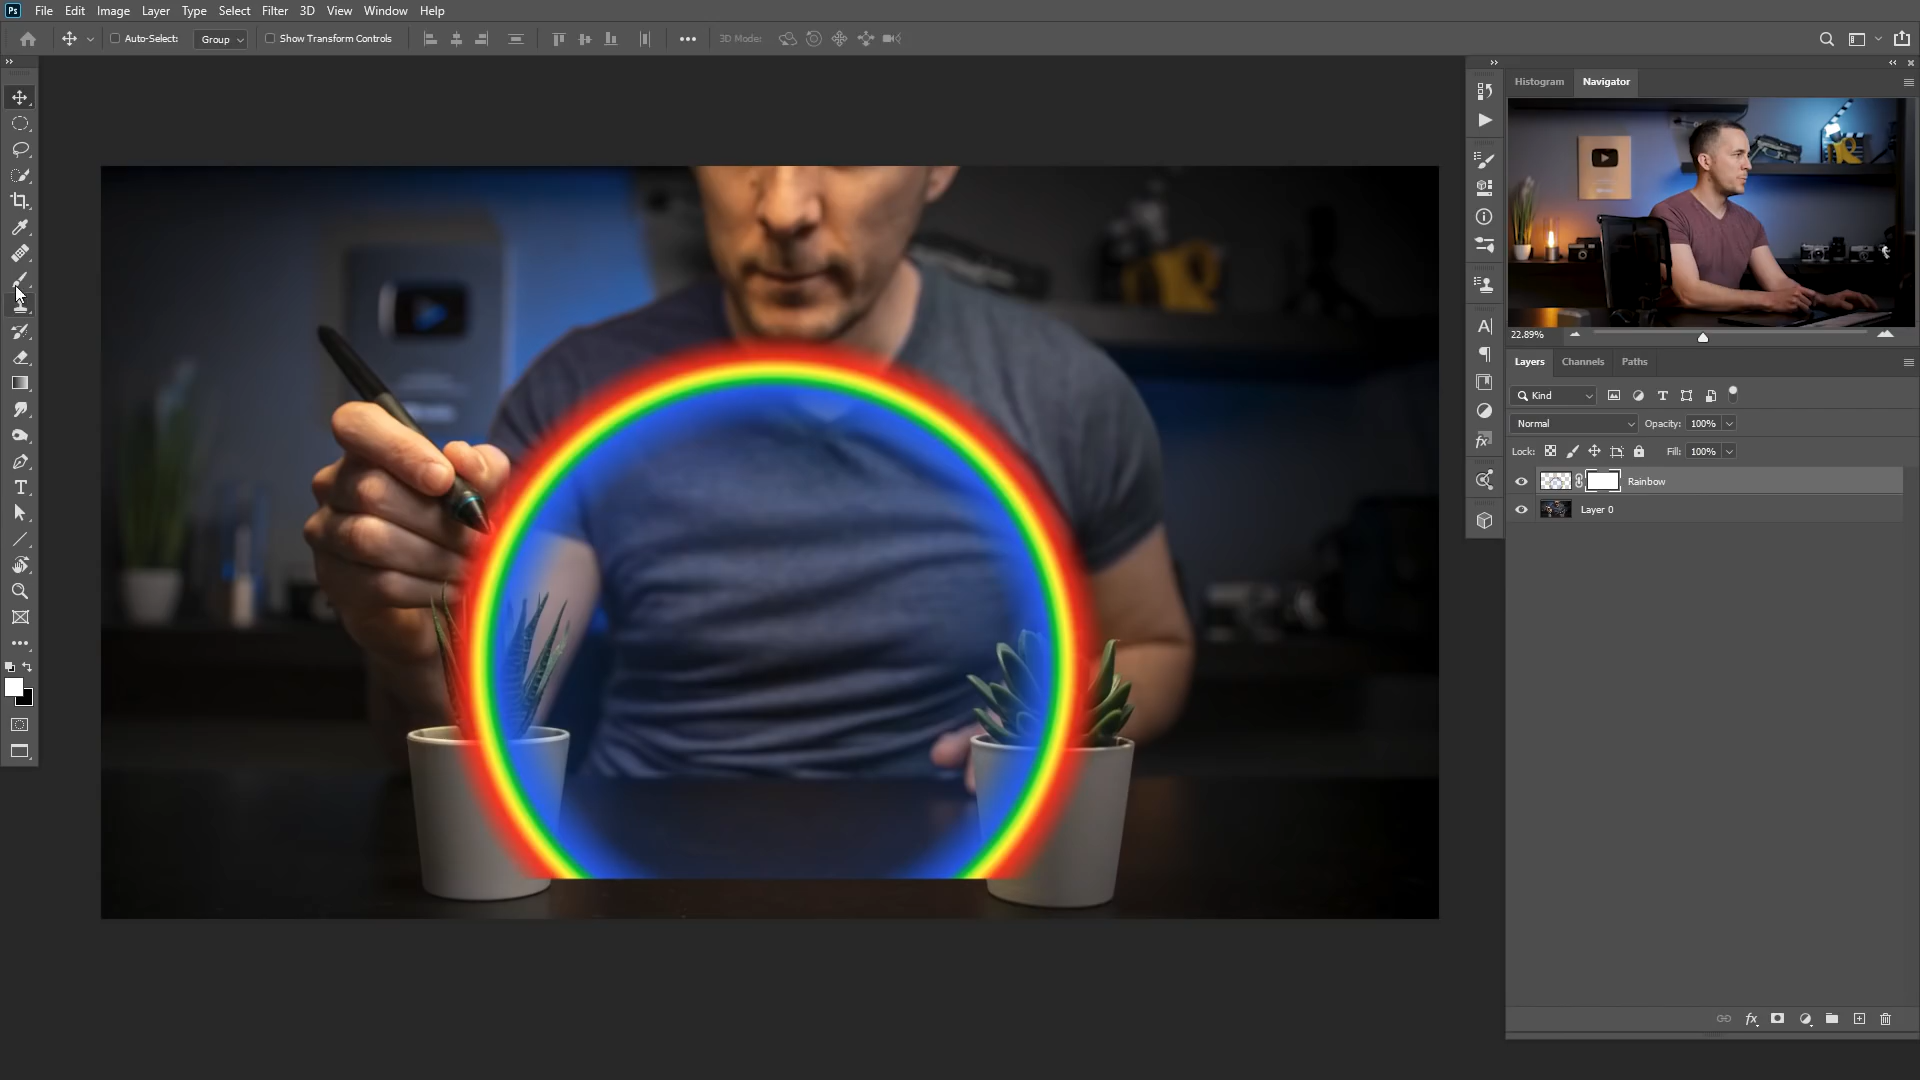 Ps File Edit Image Layer Type Select Filter 3D View Window Help
Auto-Select: Group Show Transform Controls 3D Mode:
Histogram Navigator
22.89%
Layers Channels Paths
Kind
Normal Opacity: 100%
Lock: Fill: 100%
Rainbow
Layer 0